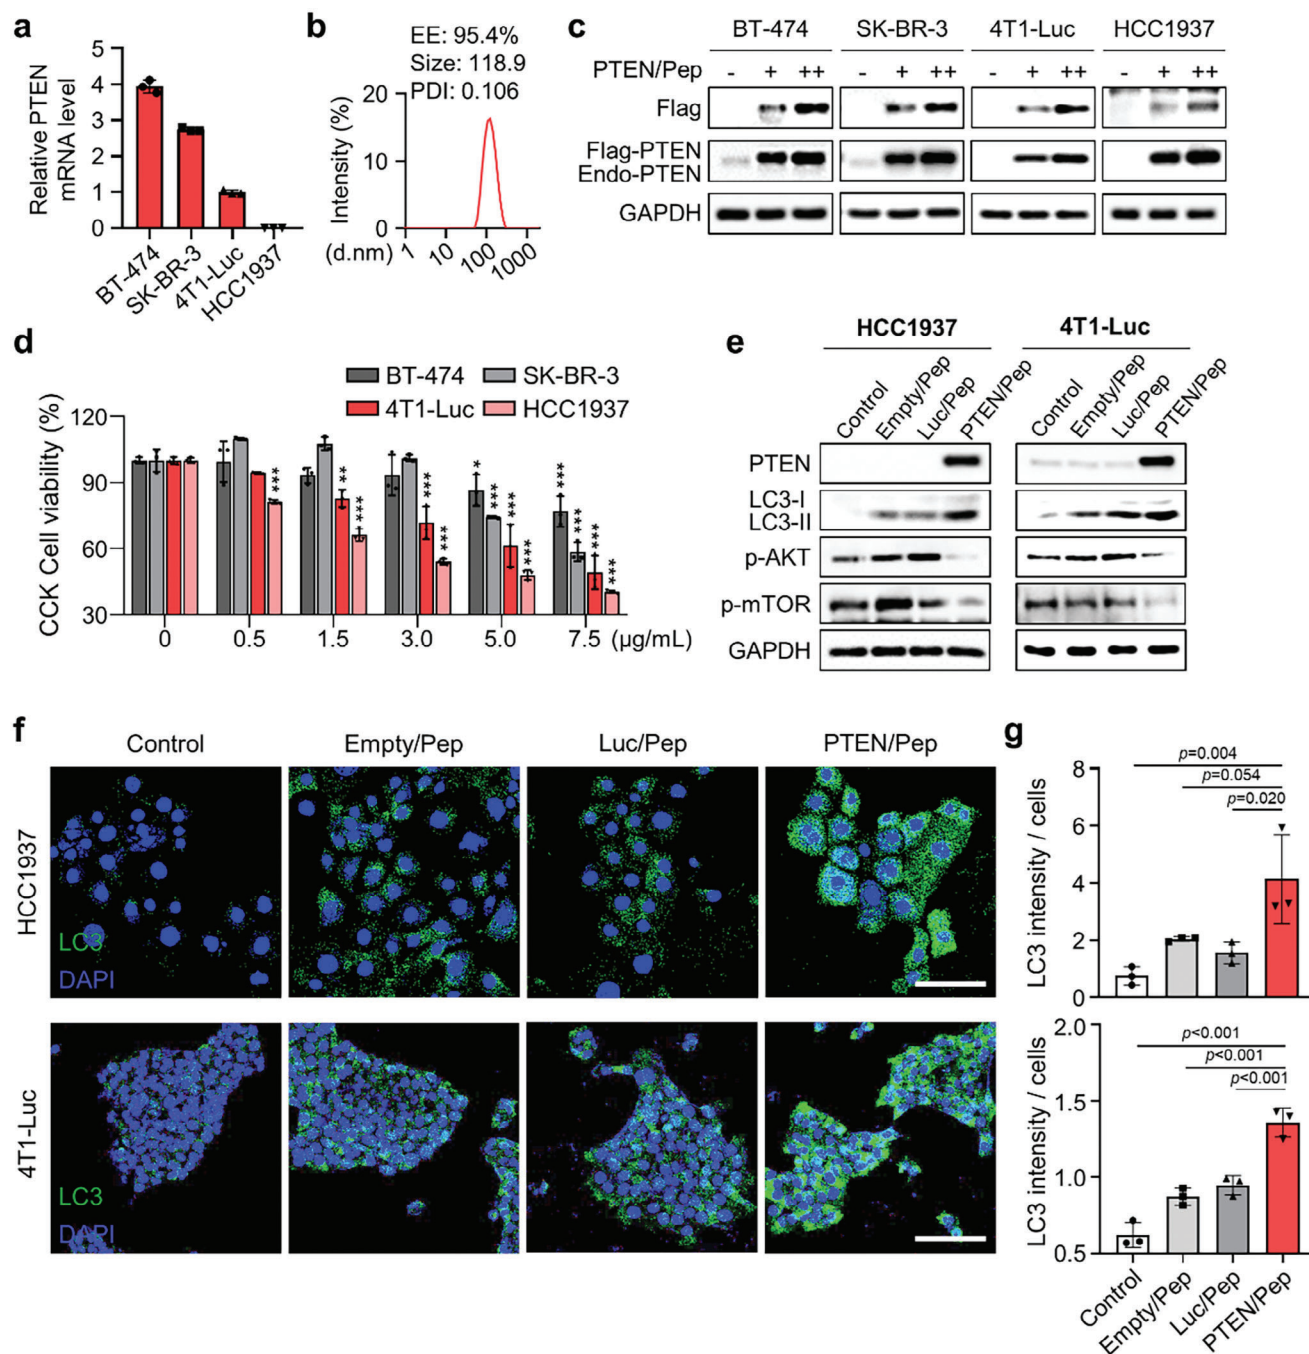 a
5
4
3
2
1
0
Relative PTEN
mRNA level
BT-474
SK-BR-3
4T1-Luc
HCC1937
b
EE: 95.4%
Size: 118.9
PDI: 0.106
20
10
0
Intensity (%)
(d.nm)
1
10
100
1000
c
BT-474
SK-BR-3
4T1-Luc
HCC1937
PTEN/Pep
- + ++
- + ++
- + ++
- + ++
Flag
Flag-PTEN
Endo-PTEN
GAPDH
d
BT-474
SK-BR-3
4T1-Luc
HCC1937
CCK Cell viability (%)
120
90
60
30
***
**
***
***
***
*
***
***
***
***
***
***
***
0 0.5 1.5 3.0 5.0 7.5 (µg/mL)
e
HCC1937
4T1-Luc
Control
Empty/Pep
Luc/Pep
PTEN/Pep
Control
Empty/Pep
Luc/Pep
PTEN/Pep
PTEN
LC3-I
LC3-II
p-AKT
p-mTOR
GAPDH
f
Control
Empty/Pep
Luc/Pep
PTEN/Pep
HCC1937
LC3
DAPI
4T1-Luc
LC3
DAPI
g
LC3 intensity / cells
8
6
4
2
0
p=0.004
p=0.054
p=0.020
LC3 intensity / cells
2.0
1.5
1.0
0.5
p<0.001
p<0.001
p<0.001
Control
Empty/Pep
Luc/Pep
PTEN/Pep